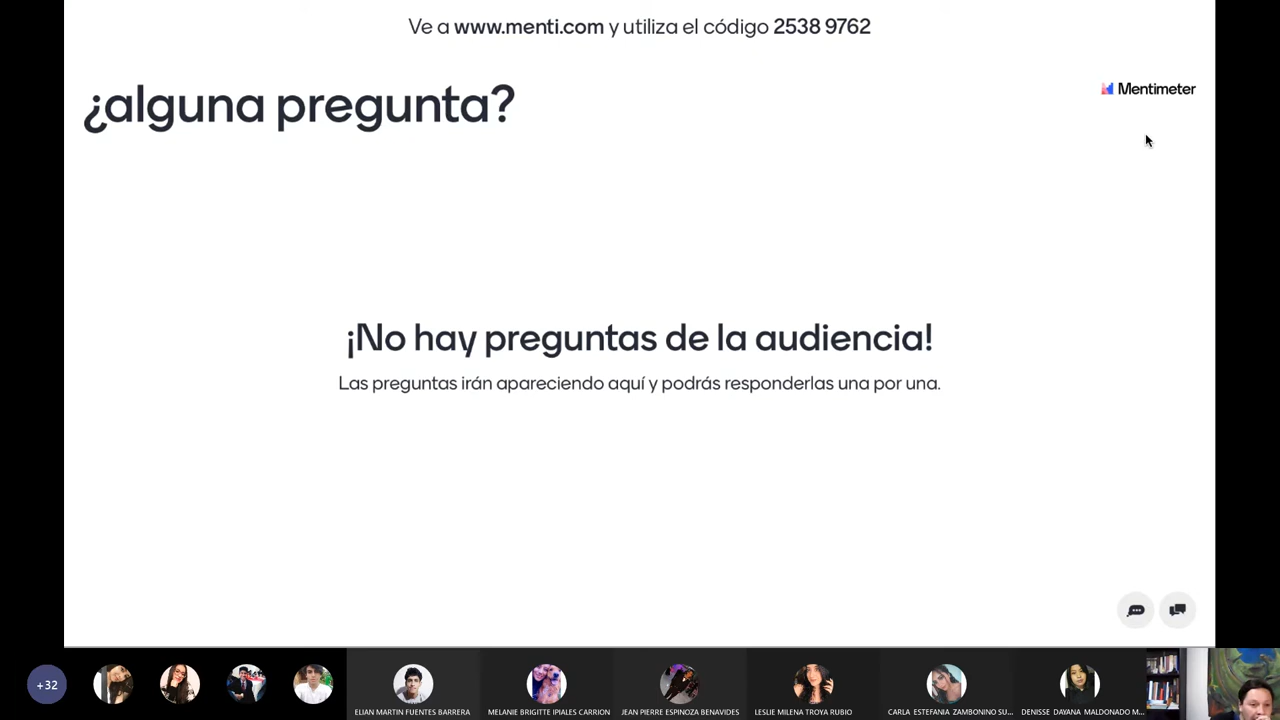 Ve a www.menti.com y utiliza el código 2538 9762
¿alguna pregunta?
Mentimeter
¡No hay preguntas de la audiencia!
Las preguntas irán apareciendo aquí y podrás responderlas una por una.
+32
ELIAN MARTIN FUENTES BARRERA
MELANIE BRIGITTE IPIALES CARRION
JEAN PIERRE ESPINOZA BENAVIDES
LESLIE MILENA TROYA RUBIO
CARLA ESTEFANIA ZAMBONINO SU...
DENISSE DAYANA MALDONADO M...